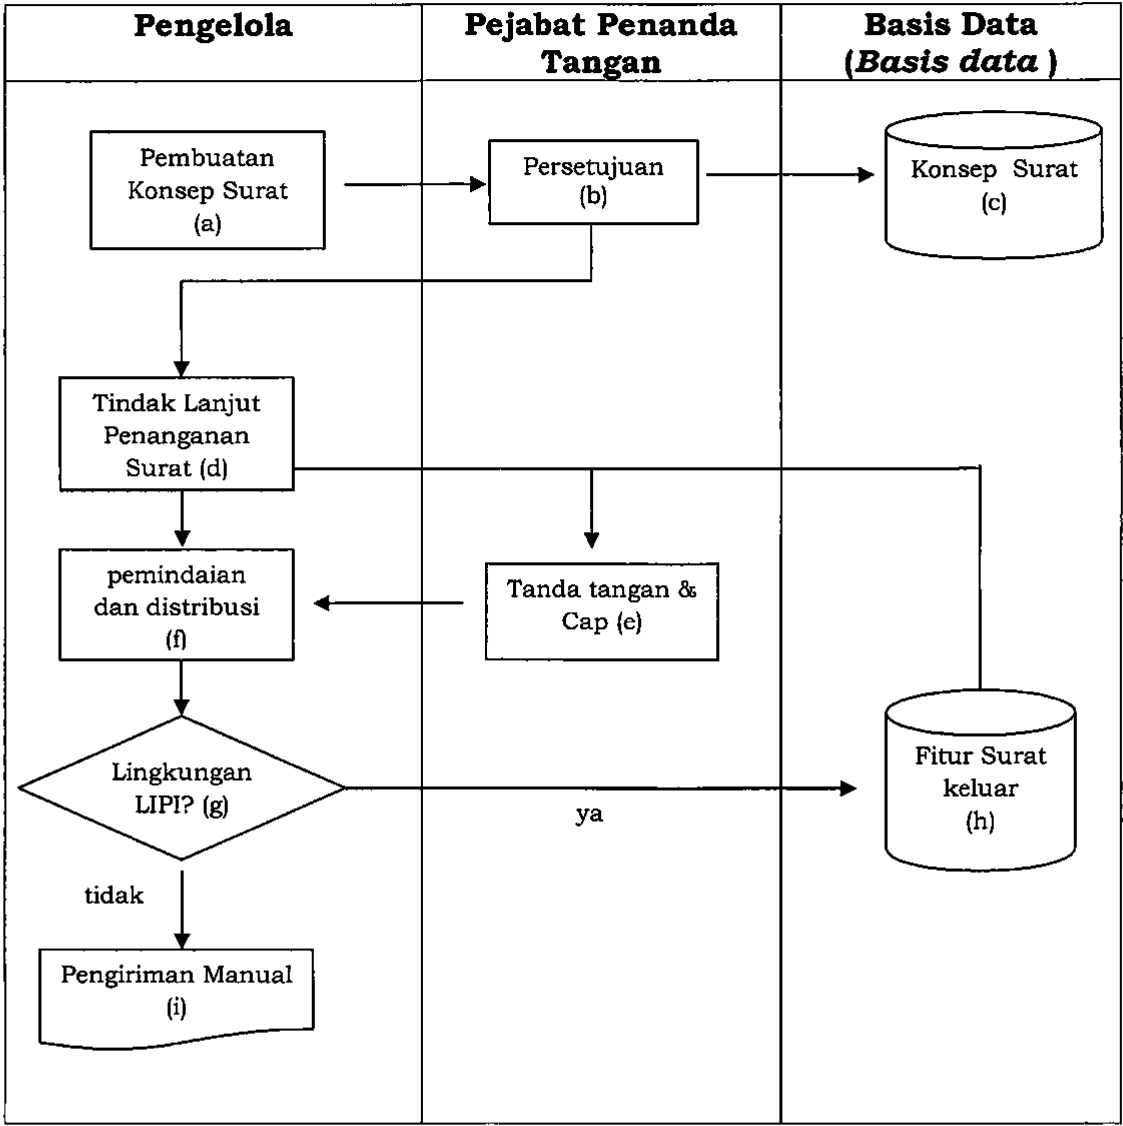 Pengelola
Pejabat Penanda
Tangan
Basis Data
(Basis data )
Pembuatan
Konsep Surat
(a)
Persetujuan
(b)
Konsep Surat
(c)
Tindak Lanjut
Penanganan
Surat (d)
pemindaian
dan distribusi
(f)
Tanda tangan &
Cap (e)
Lingkungan
LIPI? (g)
ya
Fitur Surat
keluar
(h)
tidak
Pengiriman Manual
(i)